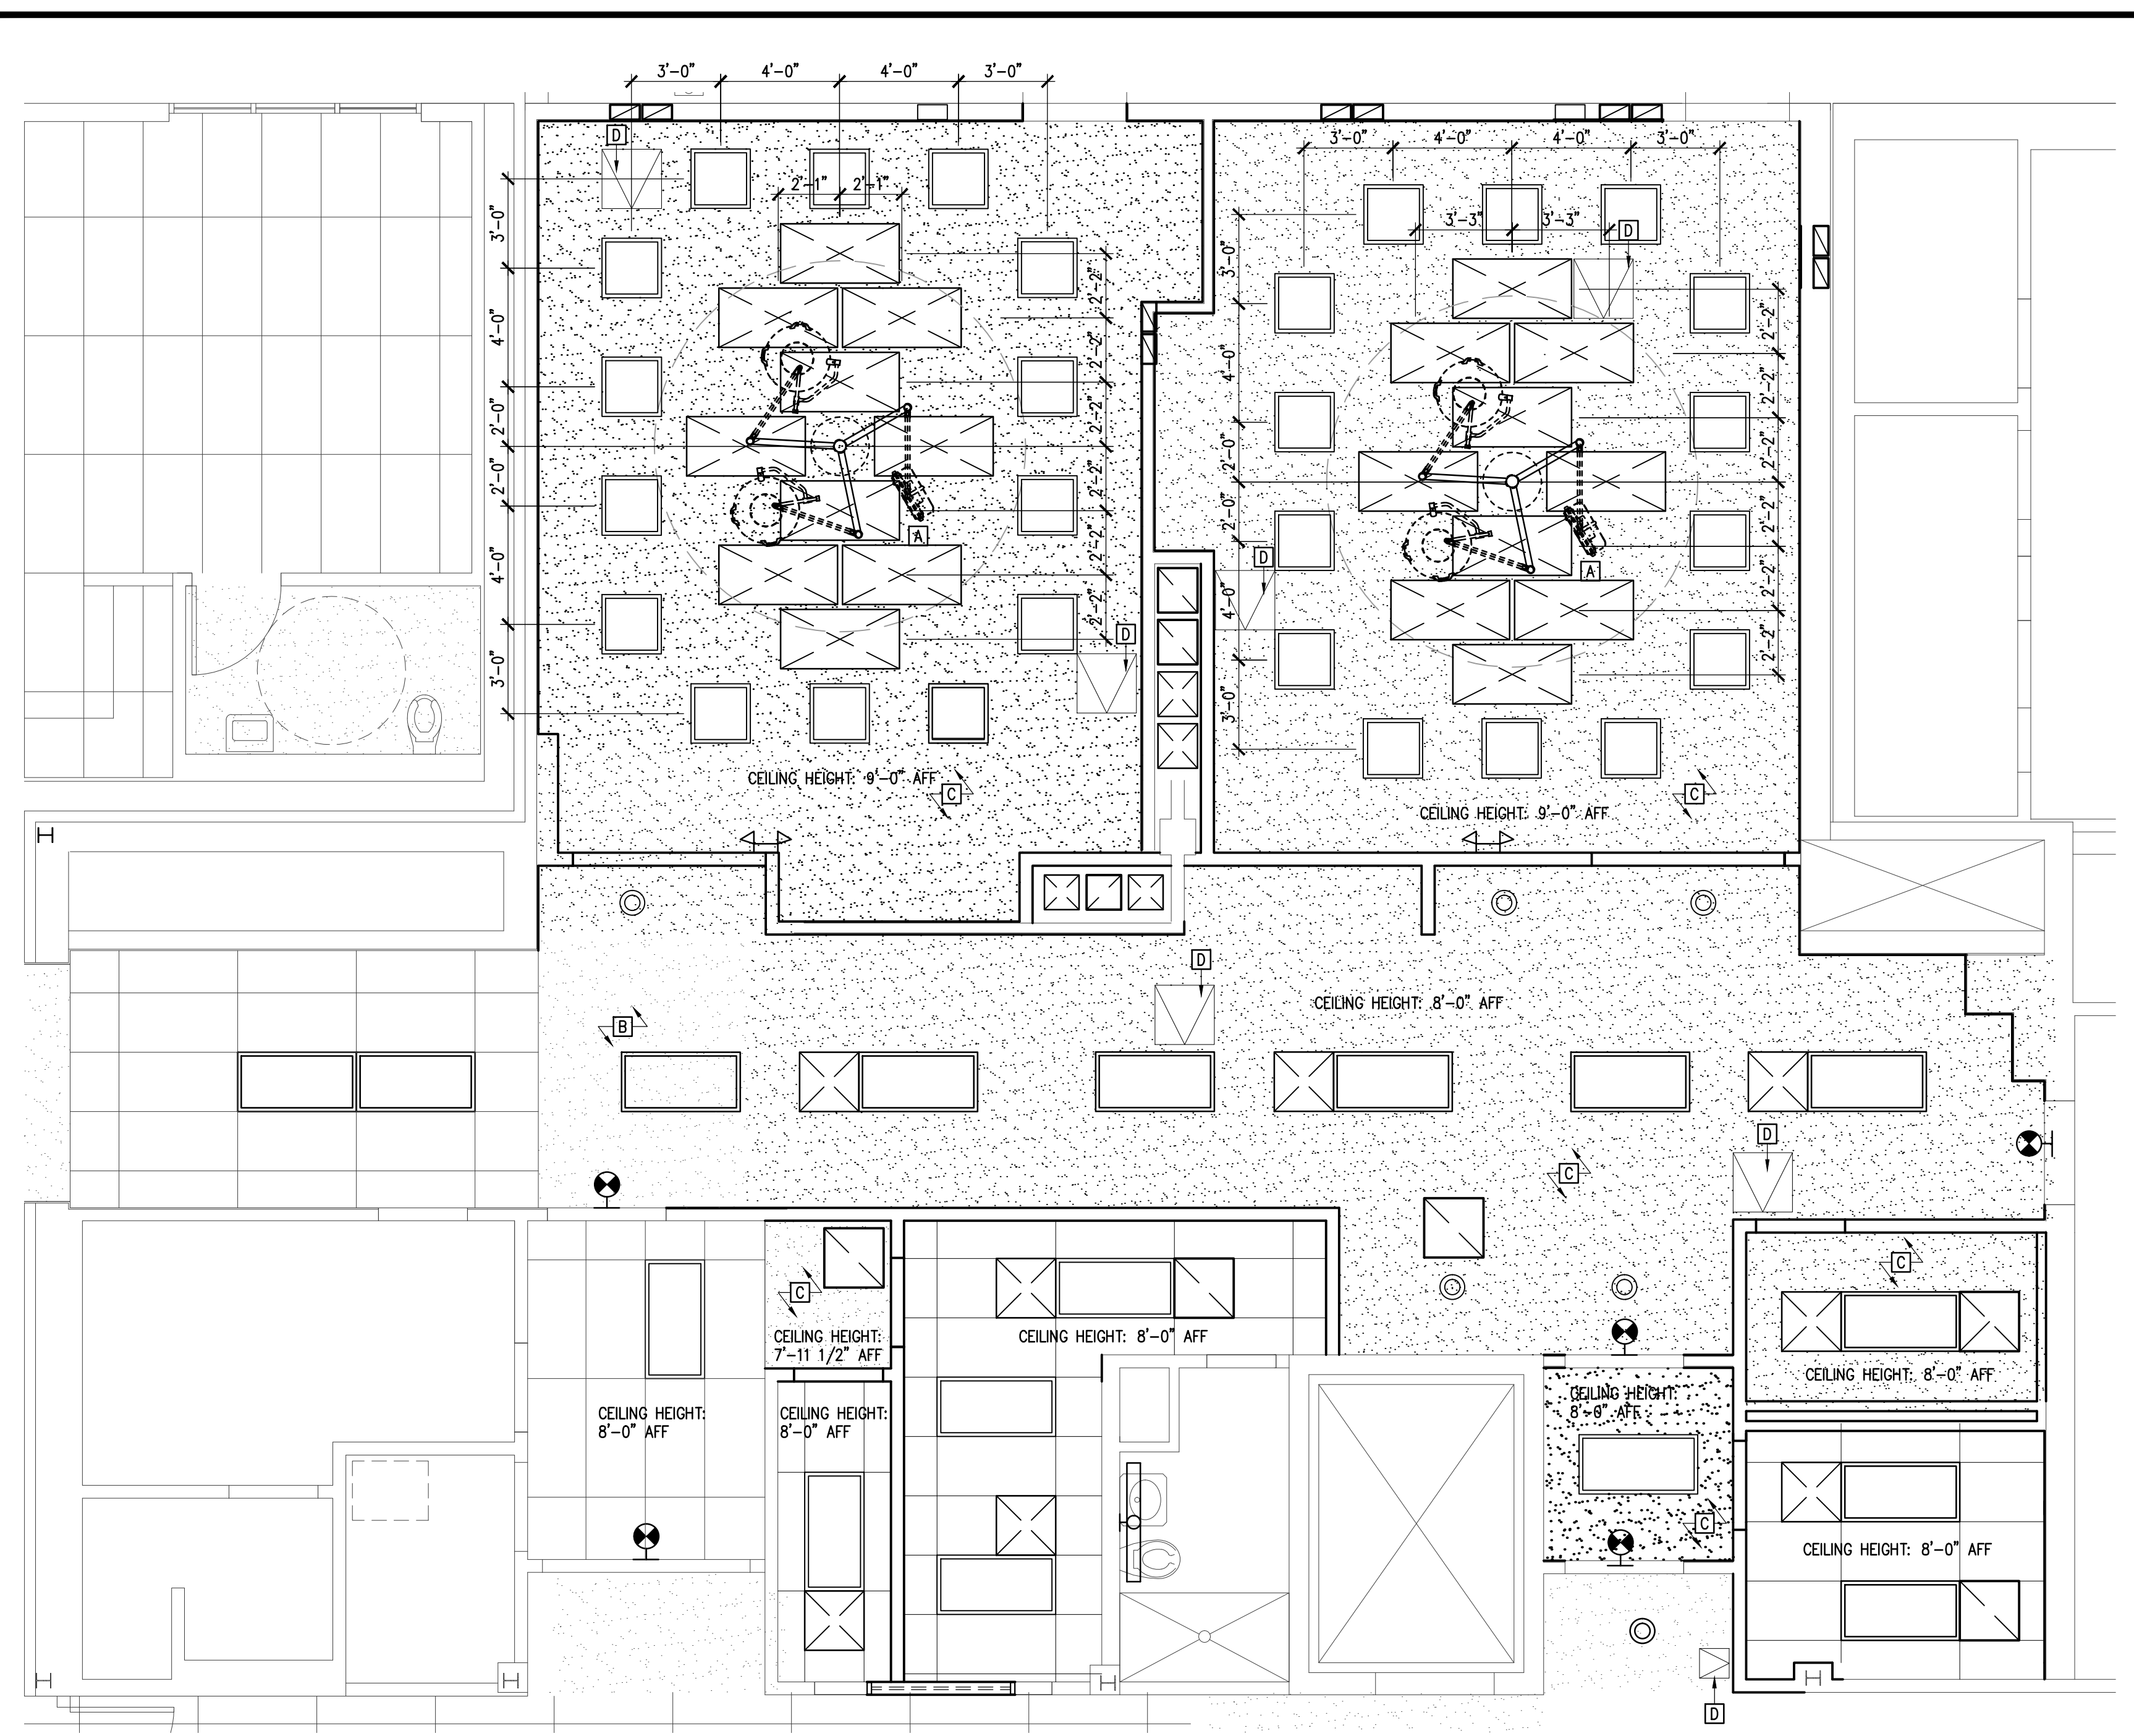 3'-0" 4'-0" 4'-0" 3'-0"
D
3'-0" 4'-0" 4'-0" 3'-0"
2'-1" 2'-1"
3'-0"
4'-0"
2'-0"
2'-0"
4'-0"
3'-0"
2'-2"
2'-2"
2'-2"
2'-2"
2'-2"
2'-2"
A
D
3'-3" 3'-3"
D
3'-0"
4'-0"
2'-0"
2'-0"
4'-0"
3'-0"
D
2'-2"
2'-2"
2'-2"
2'-2"
2'-2"
2'-2"
A
CEILING HEIGHT: 9'-0" AFF
C
CEILING HEIGHT: 9'-0" AFF
C
D
CEILING HEIGHT: 8'-0" AFF
B
D
C
C
CEILING HEIGHT:
7'-11 1/2" AFF
CEILING HEIGHT: 8'-0" AFF
C
CEILING HEIGHT: 8'-0" AFF
CEILING HEIGHT:
8'-0" AFF
CEILING HEIGHT:
8'-0" AFF
CEILING HEIGHT:
8'-0" AFF
C
CEILING HEIGHT: 8'-0" AFF
D